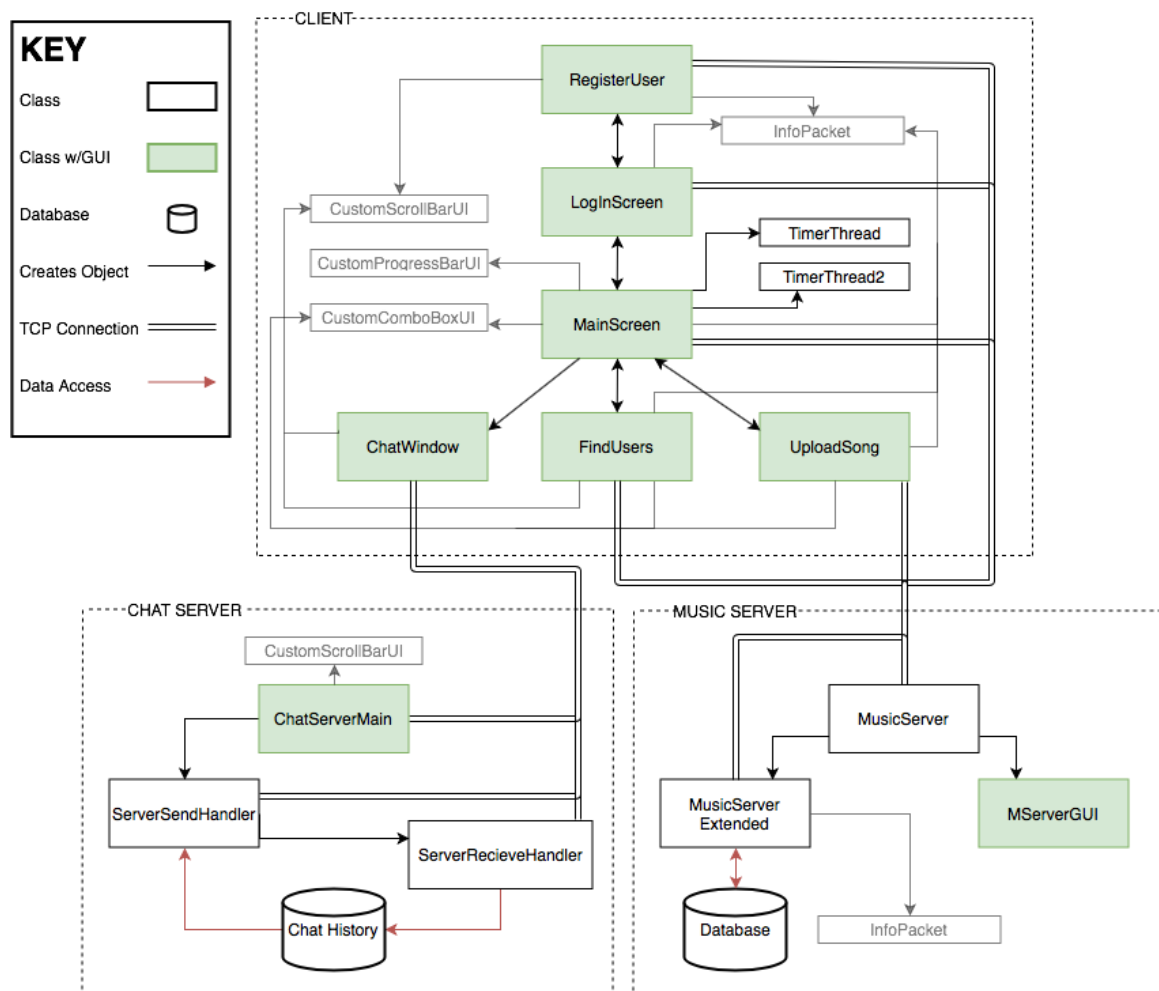 CLIENT
KEY
Class
Class w/GUI
Database
Creates Object
TCP Connection
Data Access
RegisterUser
InfoPacket
LogInScreen
CustomScrollBarUI
TimerThread
CustomProgressBarUI
TimerThread2
CustomComboBoxUI
MainScreen
ChatWindow
FindUsers
UploadSong
CHAT SERVER
CustomScrollBarUI
ChatServerMain
ServerSendHandler
ServerRecieveHandler
Chat History
MUSIC SERVER
MusicServer
MusicServer
Extended
MServerGUI
Database
InfoPacket